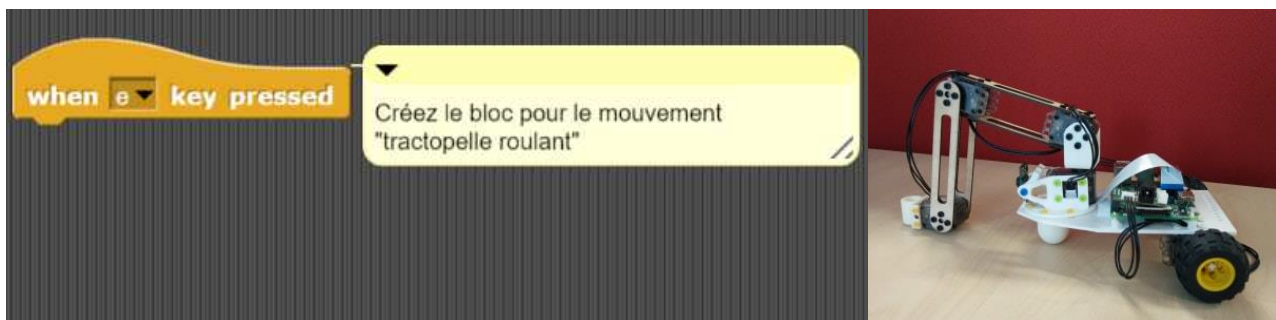 when e key pressed
Créez le bloc pour le mouvement
"tractopelle roulant"